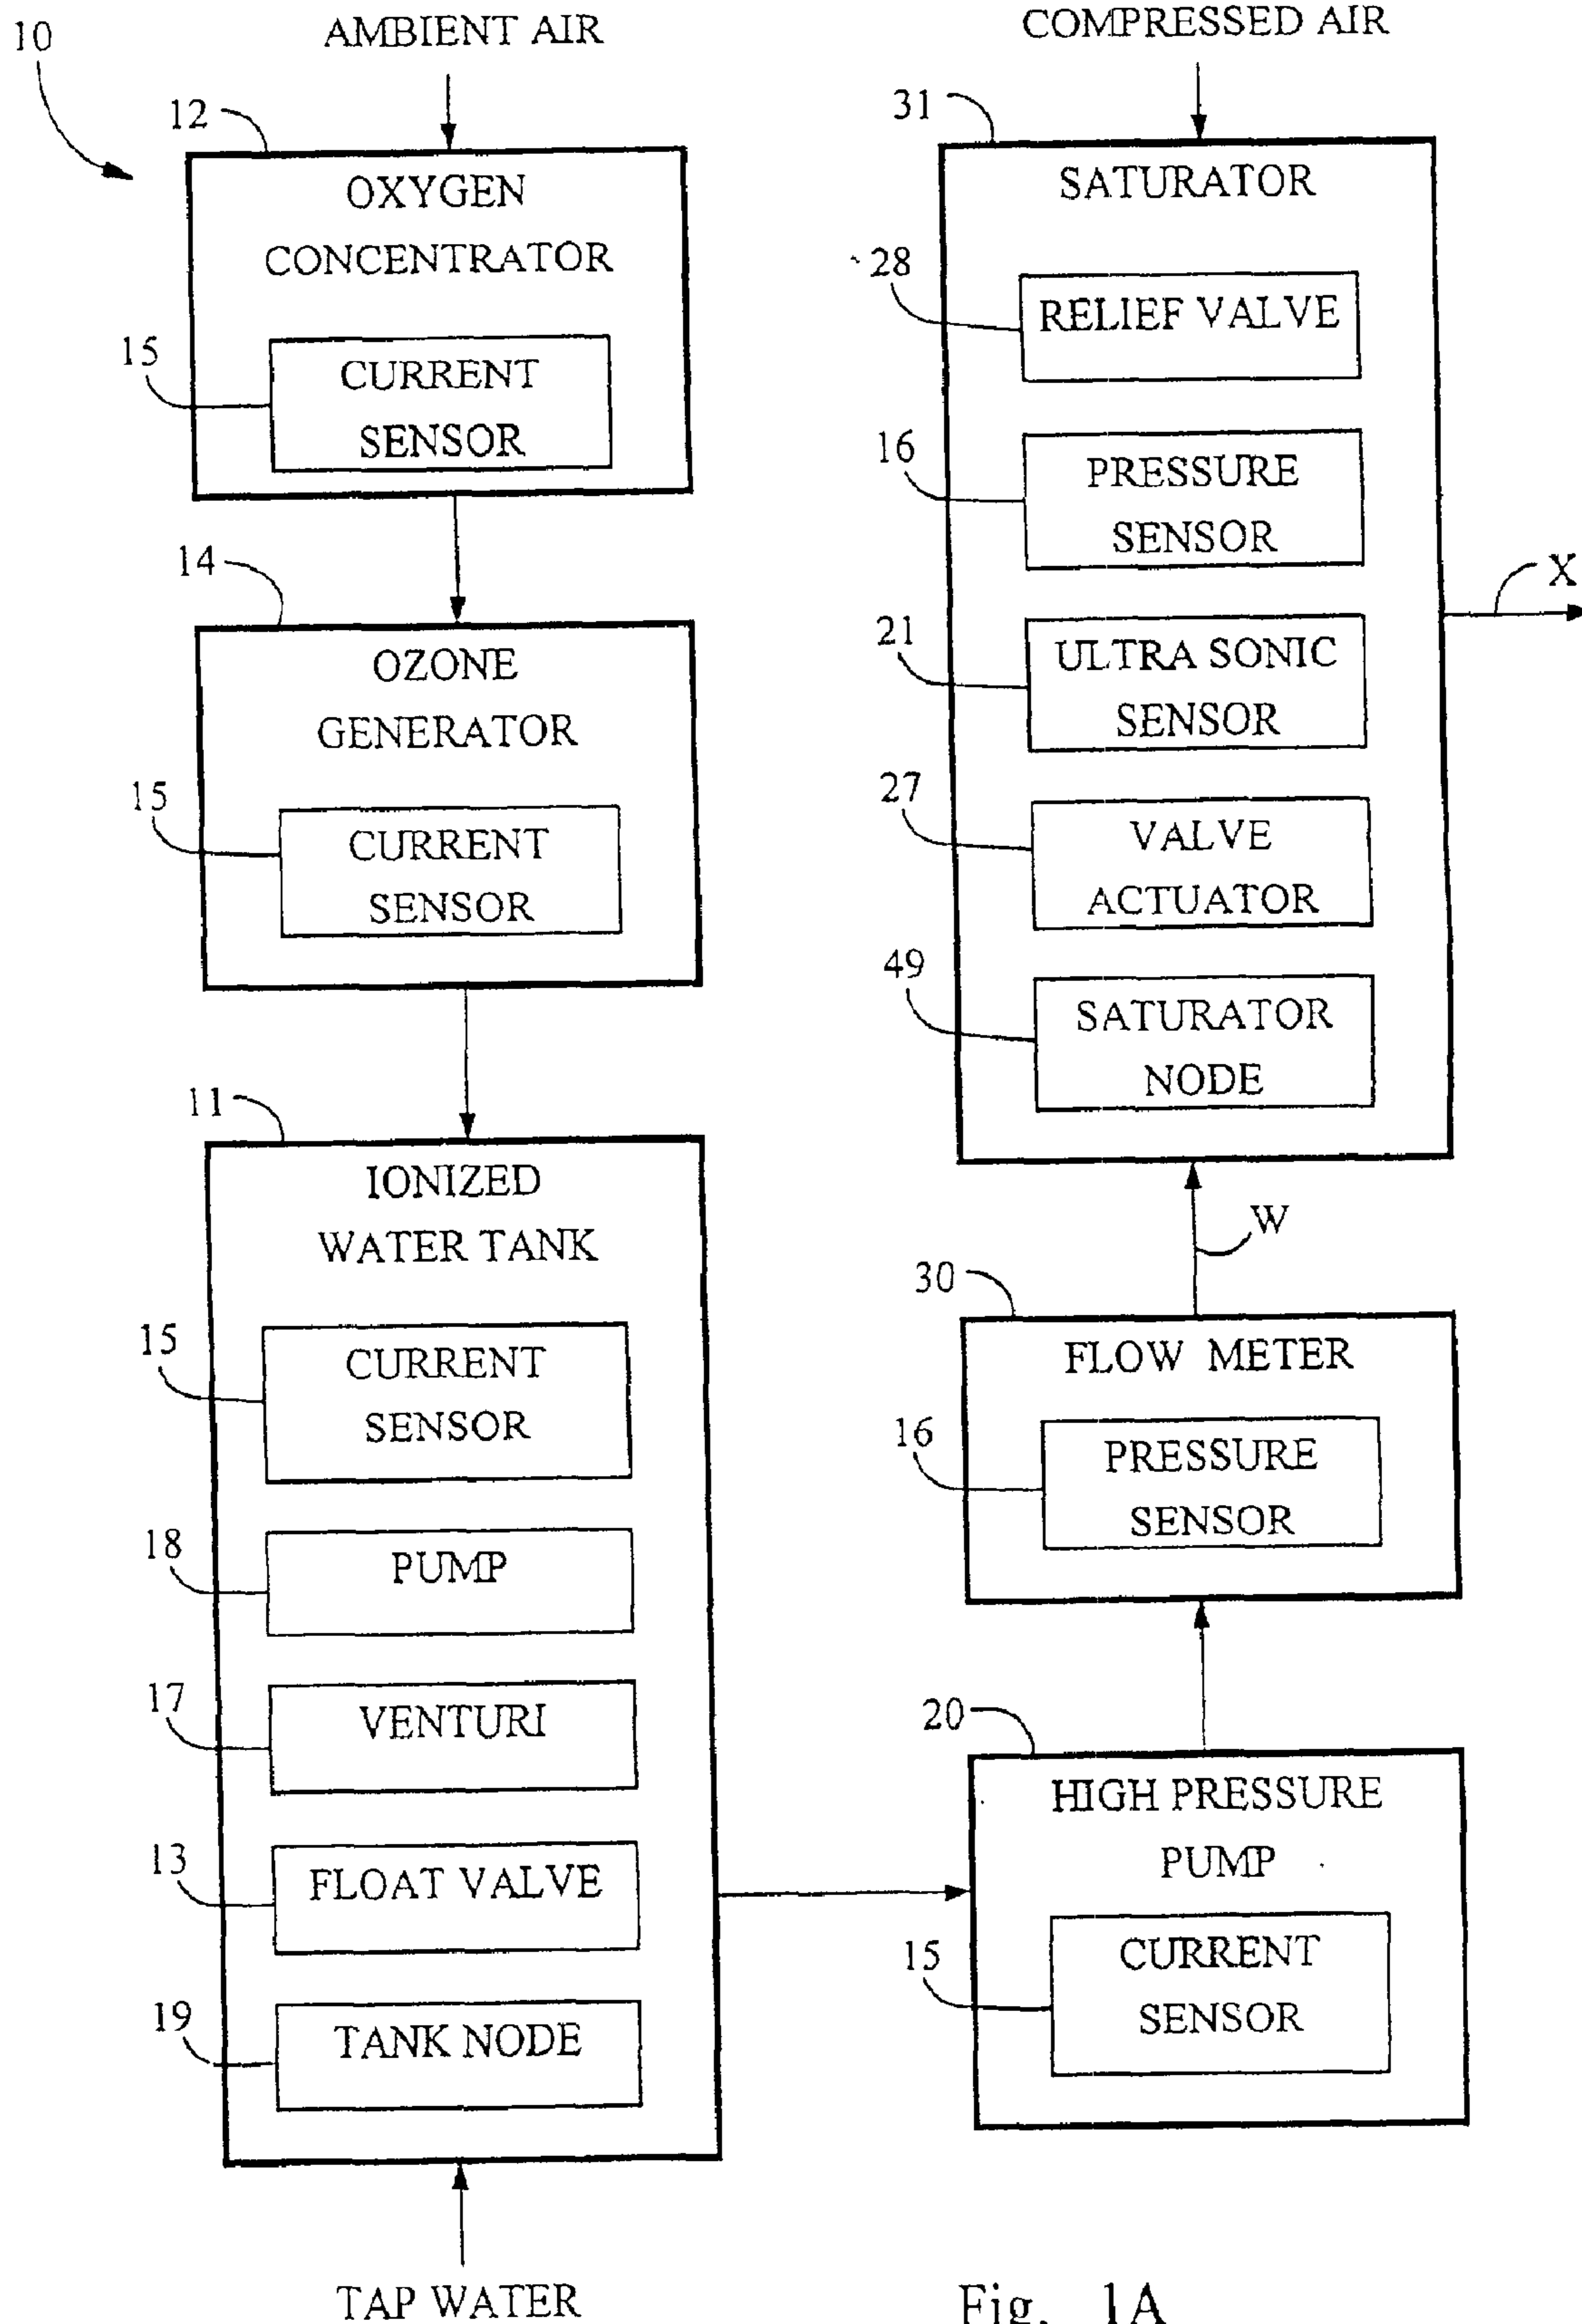 10
AMBIENT AIR
12
OXYGEN
CONCENTRATOR
15
CURRENT
SENSOR
14
OZONE
GENERATOR
15
CURRENT
SENSOR
11
IONIZED
WATER TANK
15
CURRENT
SENSOR
18
PUMP
17
VENTURI
13
FLOAT VALVE
19
TANK NODE
TAP WATER
COMPRESSED AIR
31
SATURATOR
28
RELIEF VALVE
16
PRESSURE
SENSOR
21
ULTRA SONIC
SENSOR
X
27
VALVE
ACTUATOR
49
SATURATOR
NODE
W
30
FLOW METER
16
PRESSURE
SENSOR
20
HIGH PRESSURE
PUMP
15
CURRENT
SENSOR
Fig. 1A